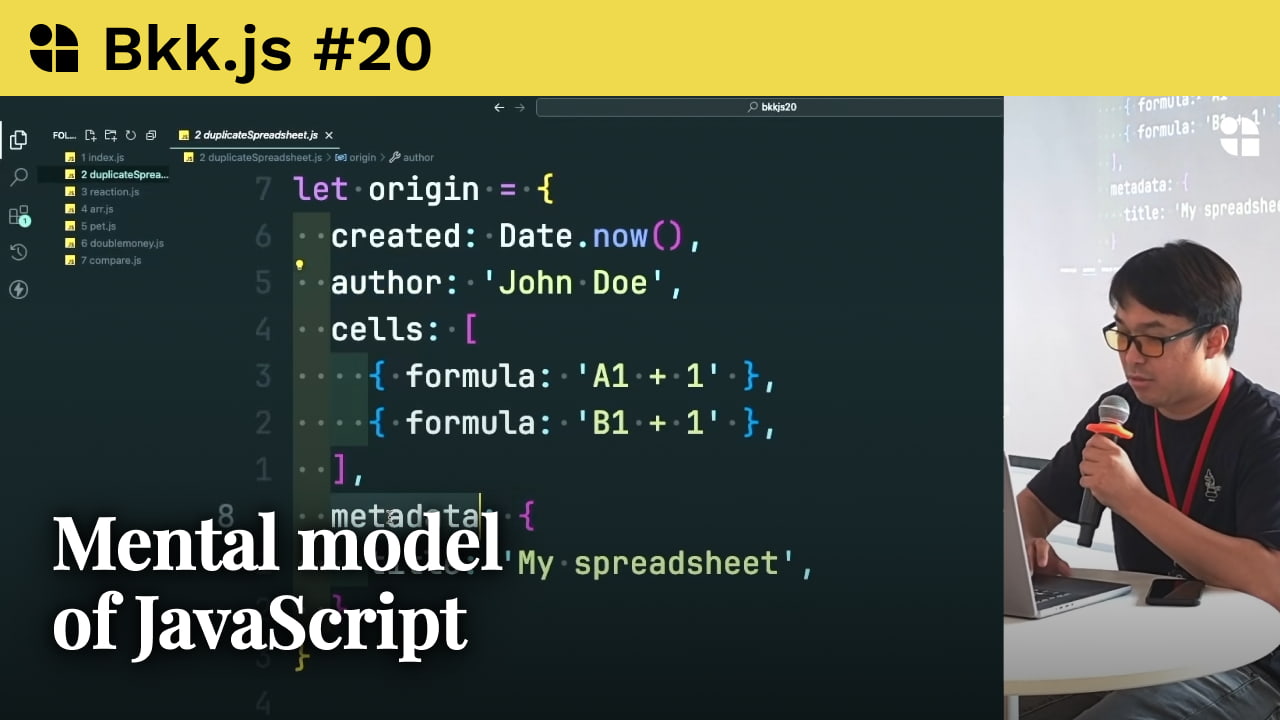 Bkk.js #20
bkkjs20
FOL...
2 duplicateSpreadsheet.js
1 index.js
2 duplicateSprea...
3 reaction.js
4 arr.js
5 pet.js
6 doublemoney.js
7 compare.js
2 duplicateSpreadsheet.js > origin > author
7 let origin = {
6 created: Date.now(),
5 author: 'John Doe',
4 cells: [
3 { formula: 'A1 + 1' },
2 { formula: 'B1 + 1' },
1 ],
8 metadata: {
'My spreadsheet',
}
}
4
Mental model
of JavaScript
{ formula: 'A1
{ formula: 'B1 + 1'
],
metadata: {
title: 'My spreadshee
}
1